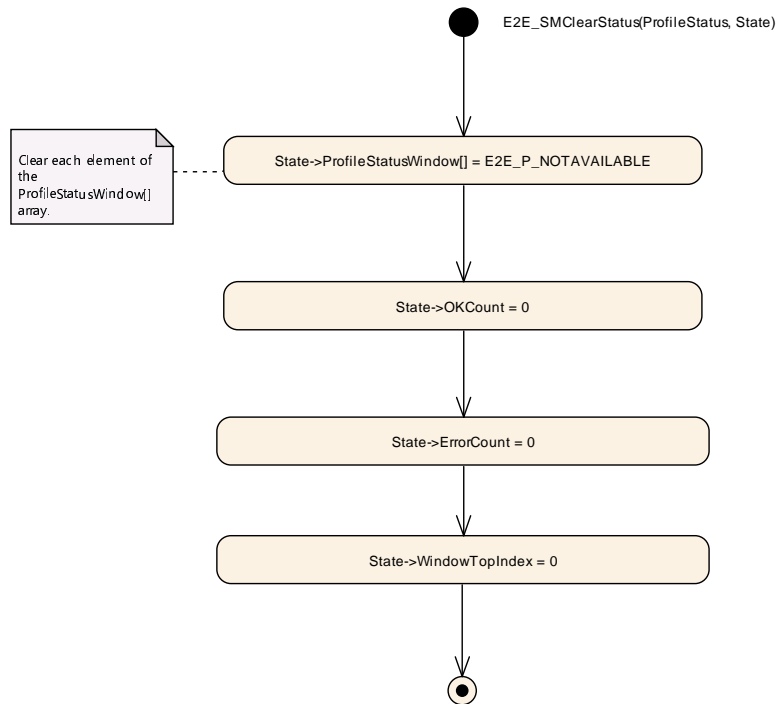 E2E_SMClearStatus(ProfileStatus, State)
Clear each element of
the
ProfileStatusWindow[]
array.
State->ProfileStatusWindow[] = E2E_P_NOTAVAILABLE
State->OKCount = 0
State->ErrorCount = 0
State->WindowTopIndex = 0